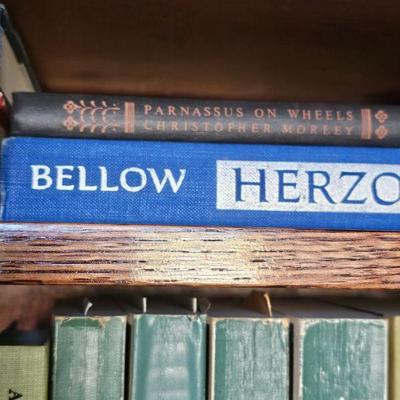 PARNASSUS ON WHEELS
CHRISTOPHER MORLEY
BELLOW HERZO
A